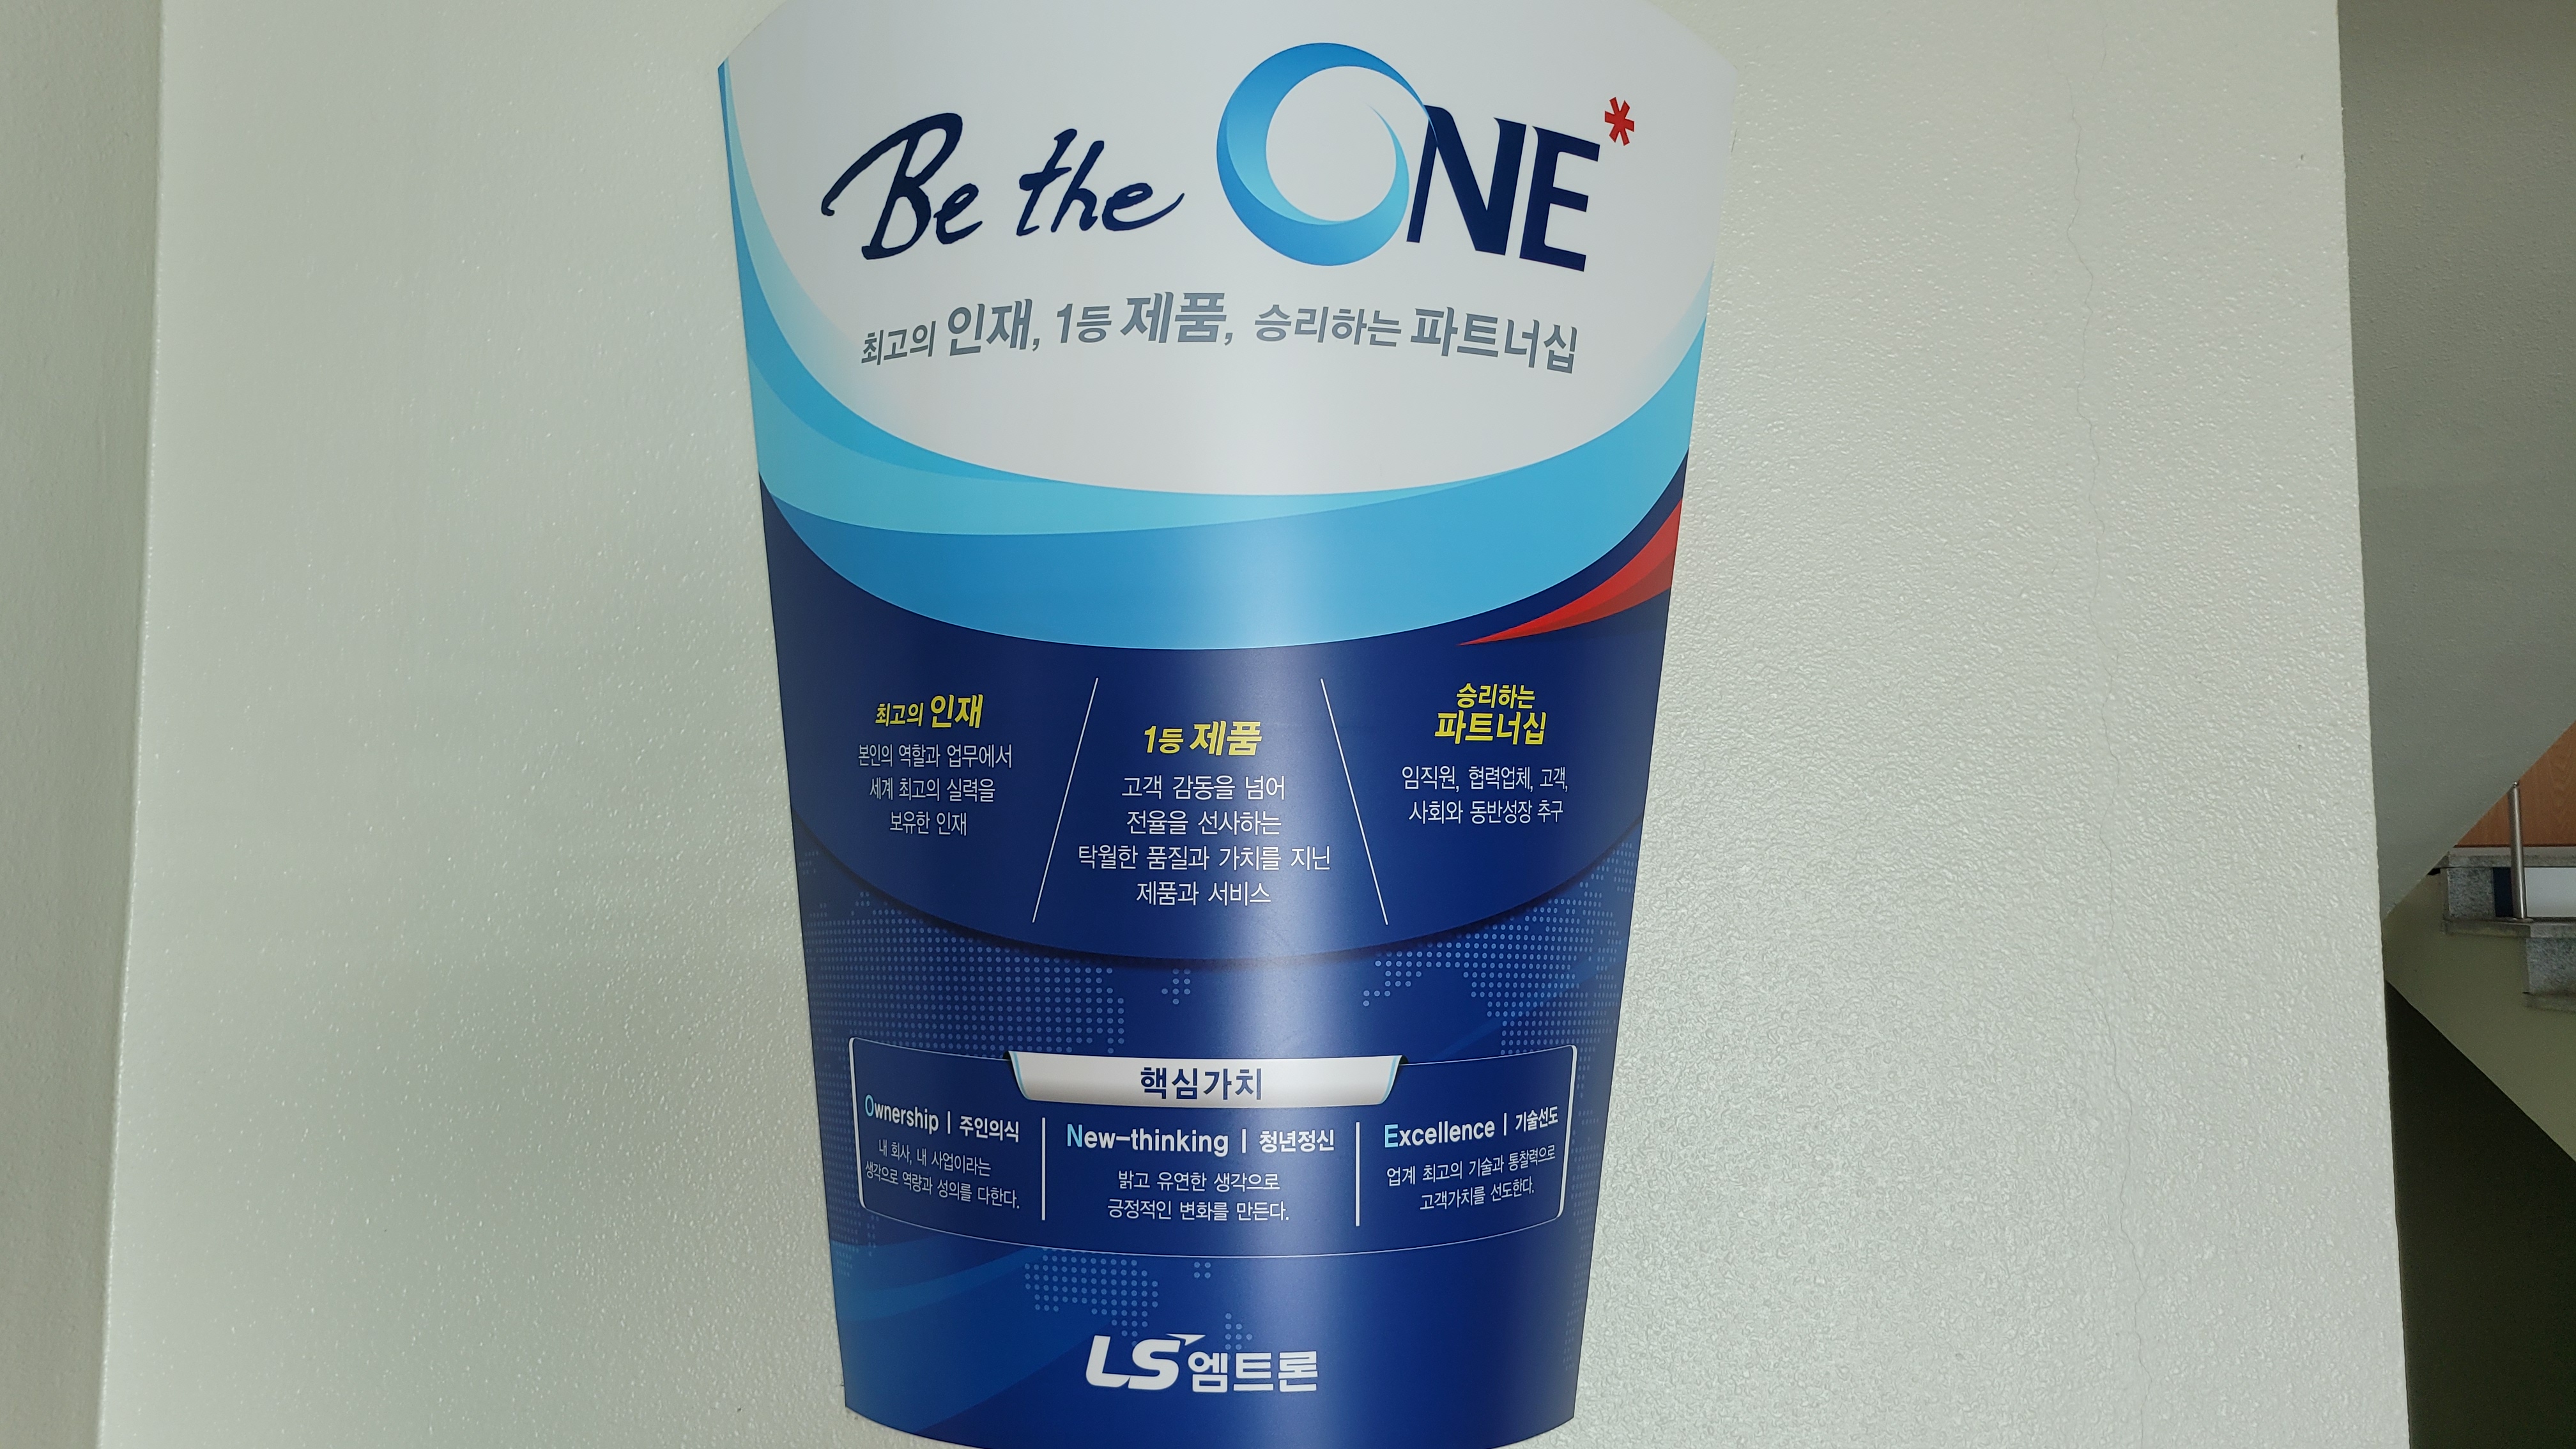 Be the ONE*
최고의 인재, 1등 제품, 승리하는 파트너십
최고의 인재
본인의 역할과 업무에서
세계 최고의 실력을
보유한 인재
1등 제품
고객 감동을 넘어
전율을 선사하는
탁월한 품질과 가치를 지닌
제품과 서비스
승리하는
파트너십
임직원, 협력업체, 고객,
사회와 동반성장 추구
핵심가치
Ownership | 주인의식
내 회사, 내 사업이라는
생각으로 역량과 성의를 다한다.
New-thinking | 청년정신
밝고 유연한 생각으로
긍정적인 변화를 만든다.
Excellence | 기술선도
업계 최고의 기술과 통찰력으로
고객가치를 선도한다.
LS엠트론